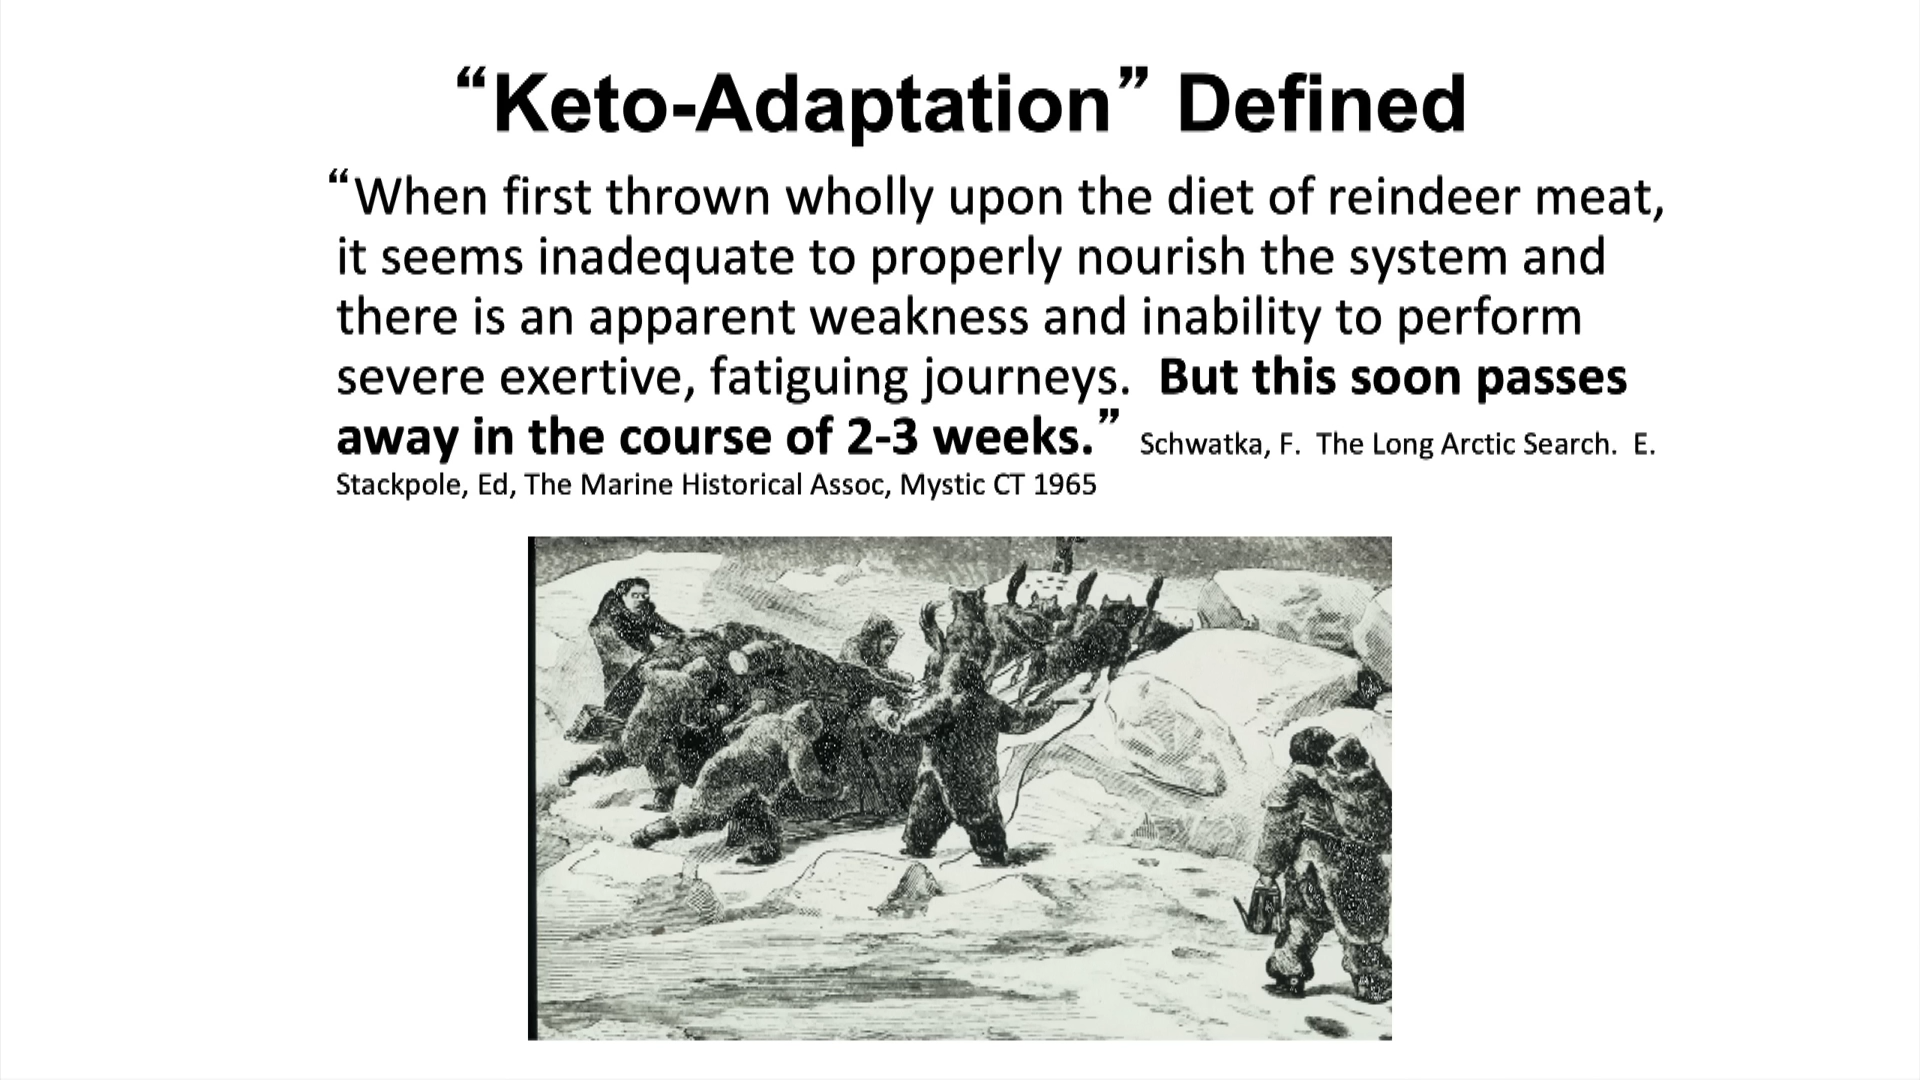 “Keto-Adaptation” Defined
“When first thrown wholly upon the diet of reindeer meat,
it seems inadequate to properly nourish the system and
there is an apparent weakness and inability to perform
severe exertive, fatiguing journeys.  But this soon passes
away in the course of 2-3 weeks.” Schwatka, F.  The Long Arctic Search.  E.
Stackpole, Ed, The Marine Historical Assoc, Mystic CT 1965